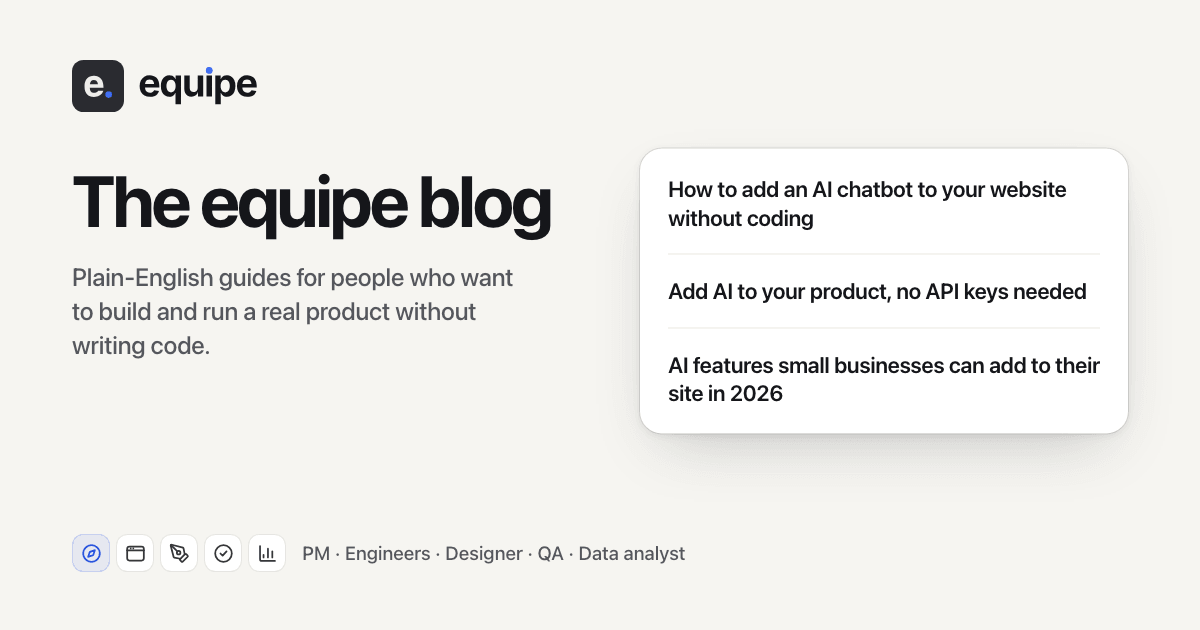 e.
equipe
The equipe blog
Plain-English guides for people who want
to build and run a real product without
writing code.
How to add an AI chatbot to your website
without coding
Add AI to your product, no API keys needed
AI features small businesses can add to their
site in 2026
PM · Engineers · Designer · QA · Data analyst